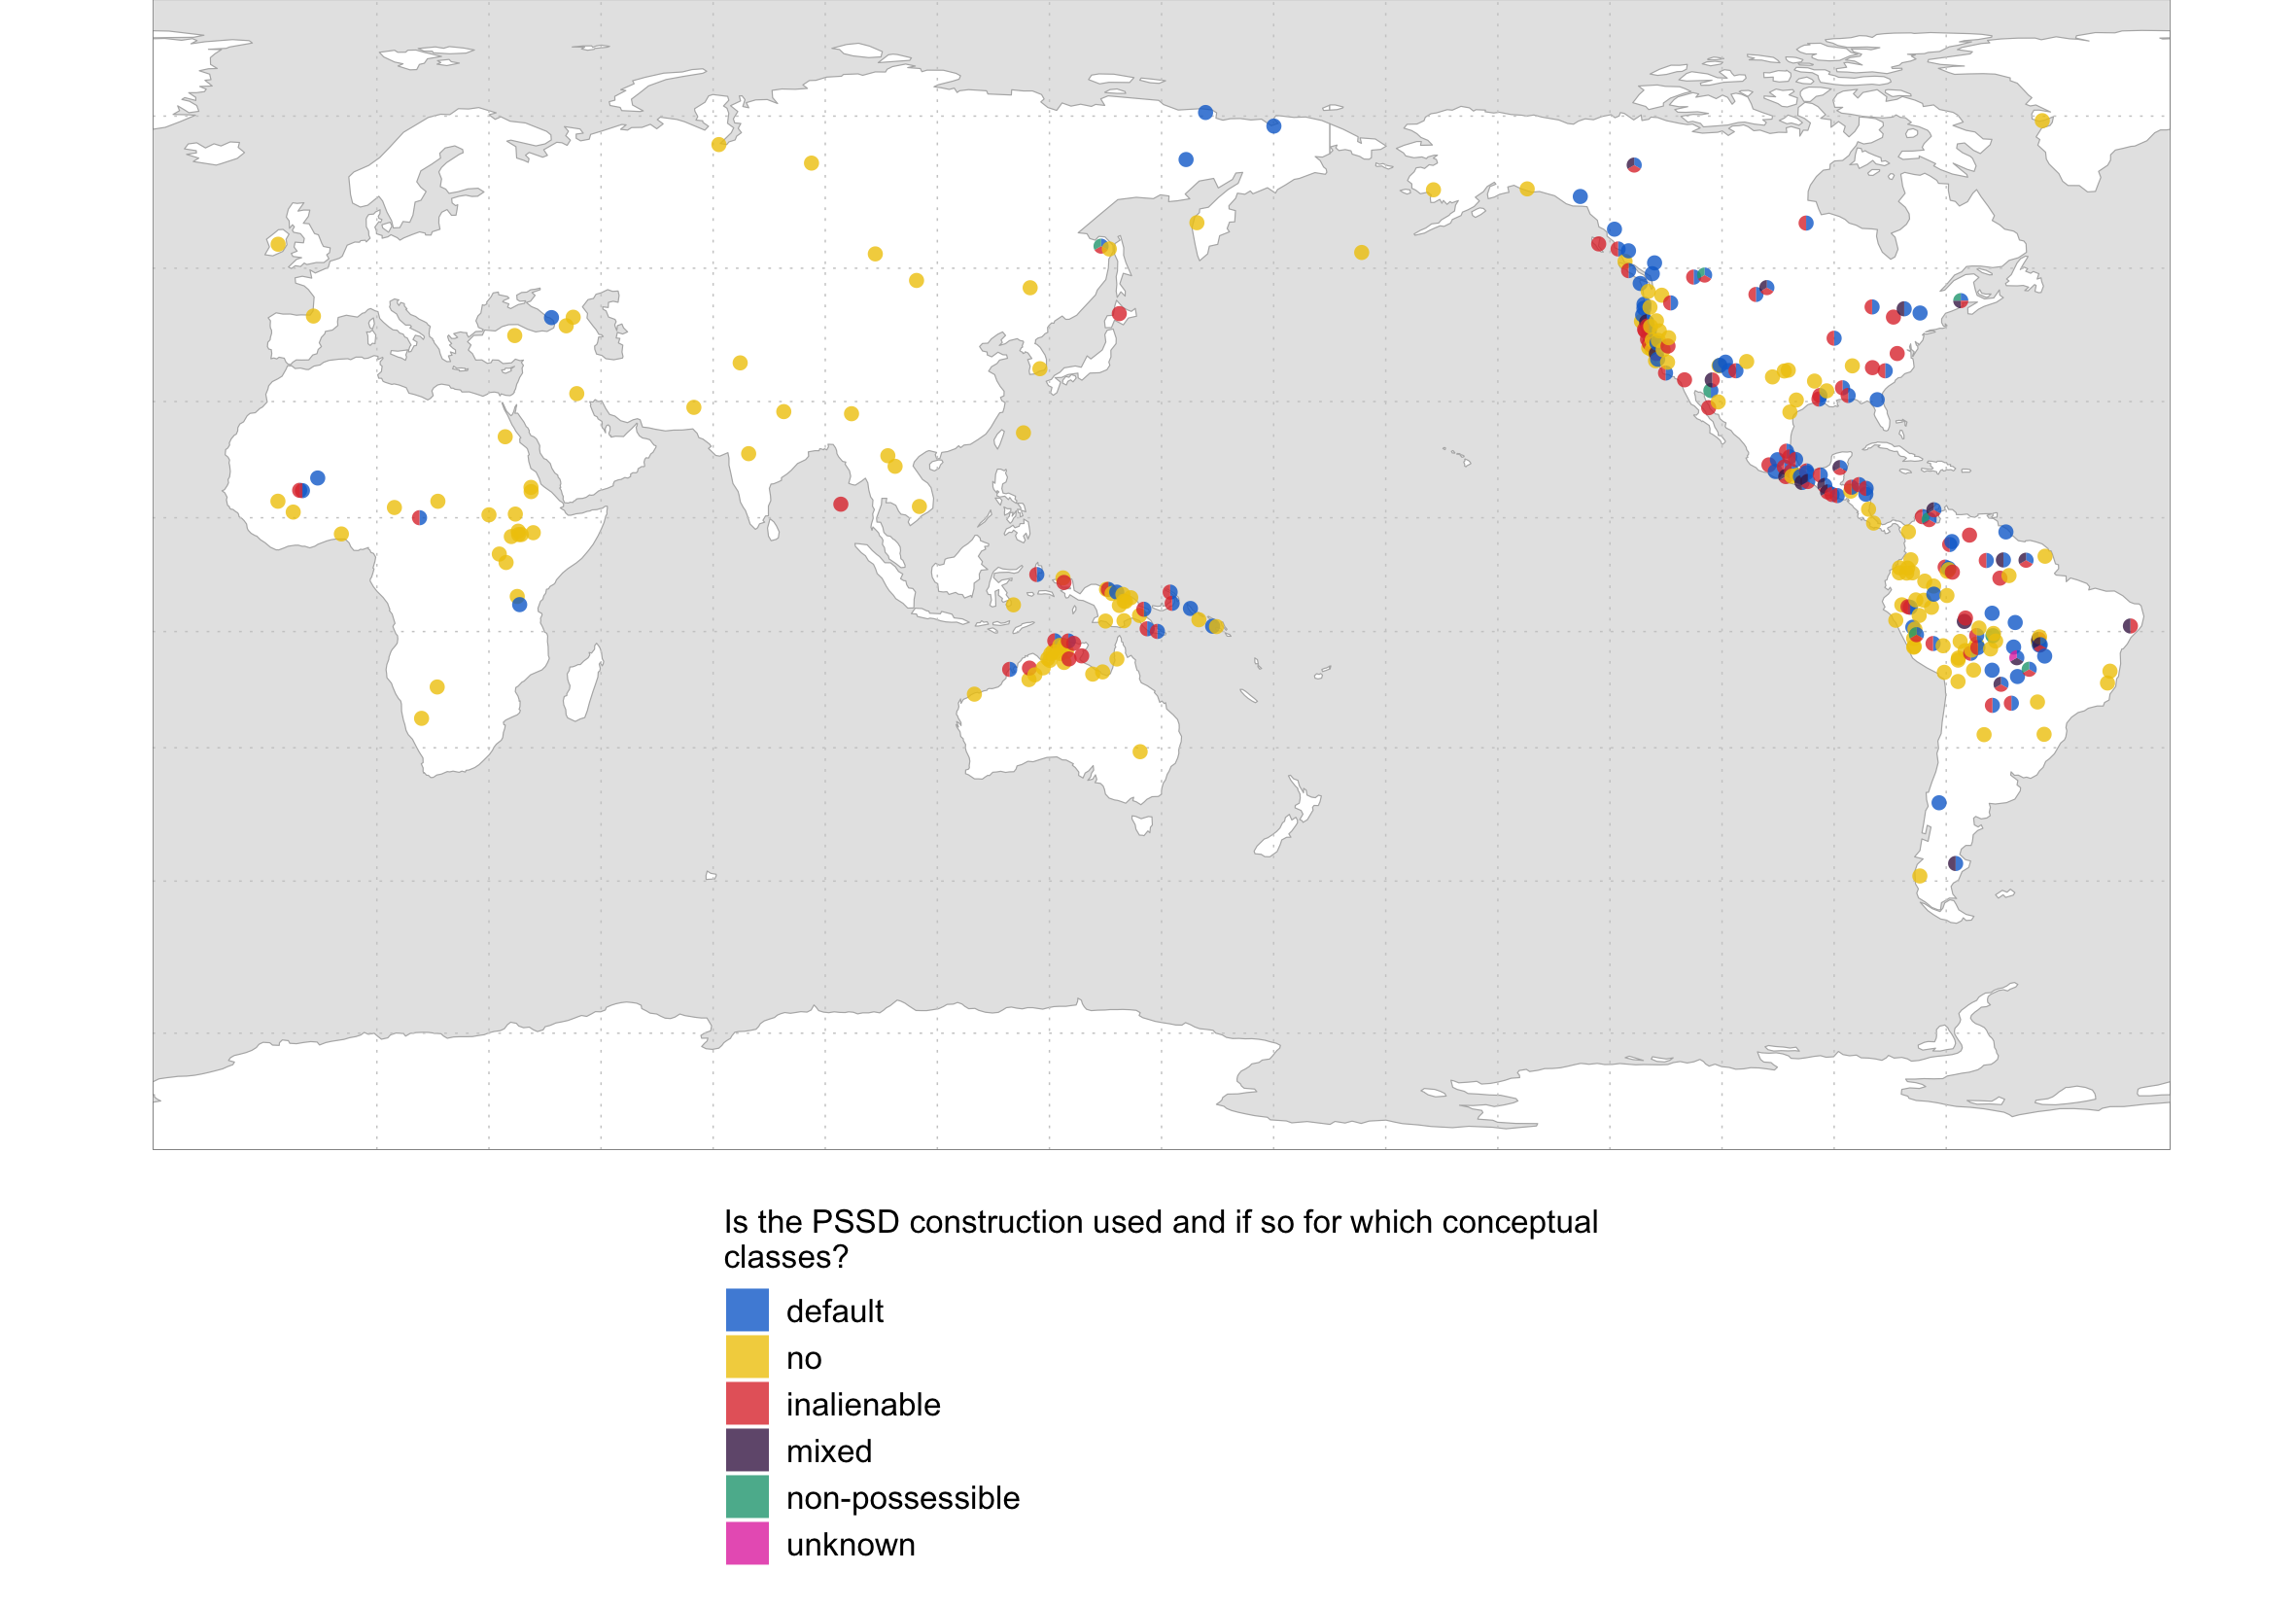 Is the PSSD construction used and if so for which conceptual
classes?
default
no
inalienable
mixed
non-possessible
unknown